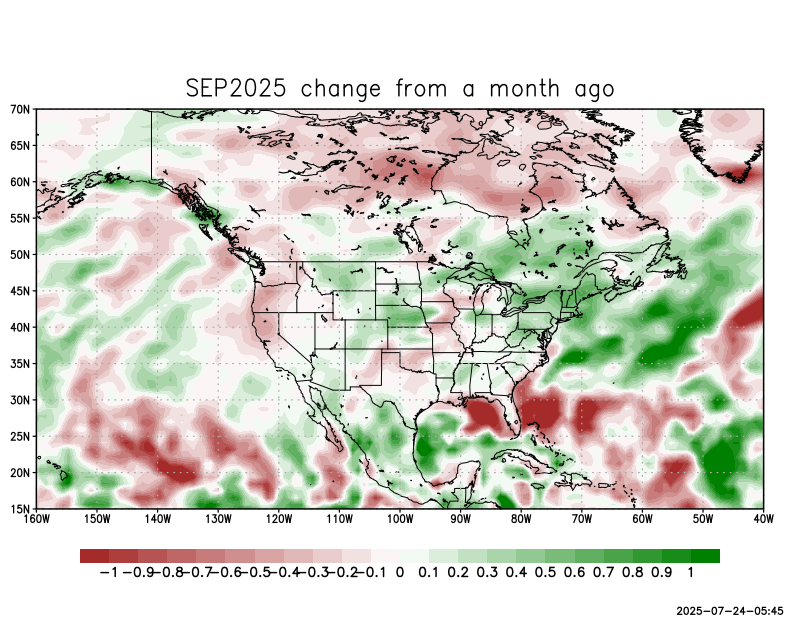 SEP2025 change from a month ago
70N
65N
60N
55N
50N
45N
40N
35N
30N
25N
20N
15N
160W 150W 140W 130W 120W 110W 100W 90W 80W 70W 60W 50W 40W
−1 −0.9 −0.8 −0.7 −0.6 −0.5 −0.4 −0.3 −0.2 −0.1 0 0.1 0.2 0.3 0.4 0.5 0.6 0.7 0.8 0.9 1
2025−07−24−05:45